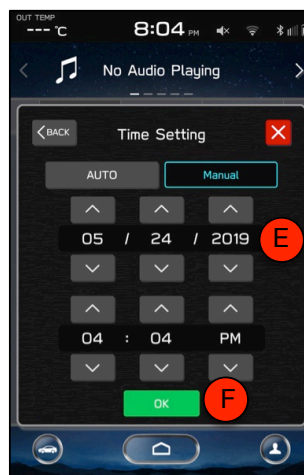 OUT TEMP
--- °C 8:04 PM
No Audio Playing
BACK Time Setting
AUTO Manual
05 / 24 / 2019 E
04 : 04 PM
OK F